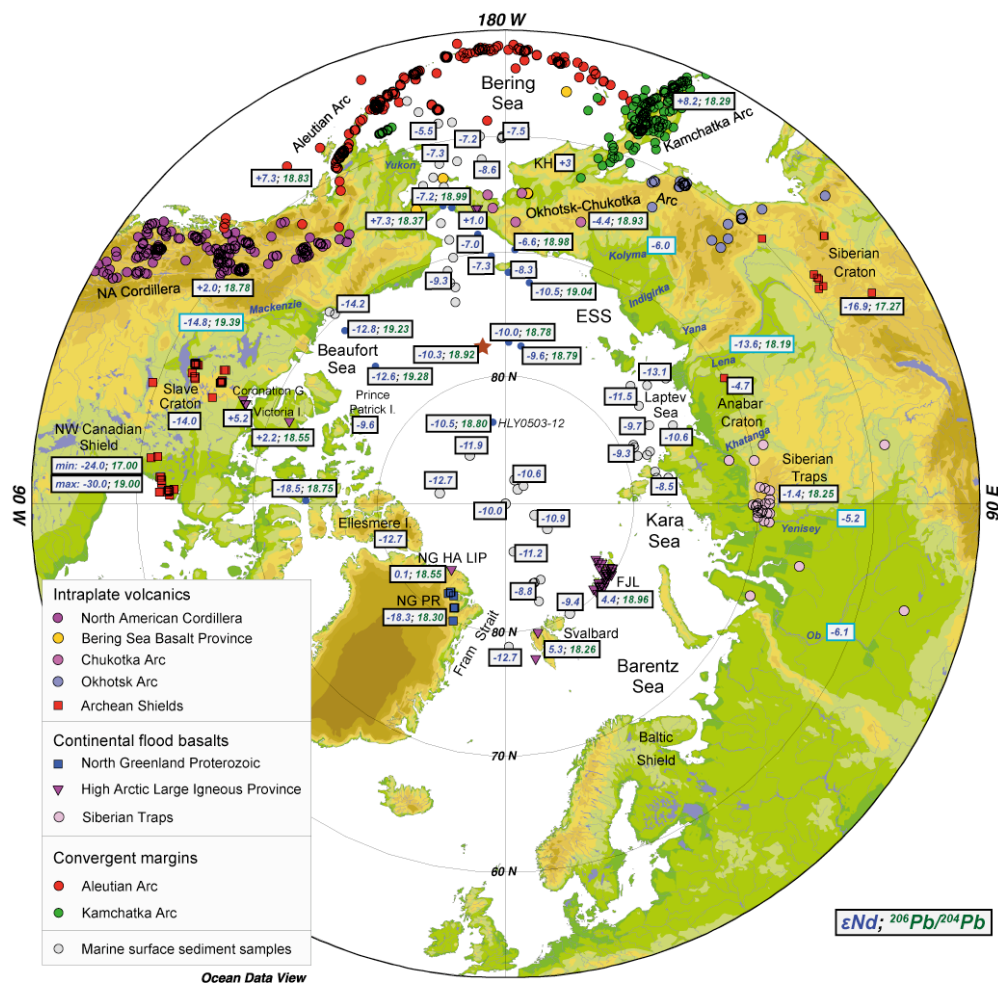 180 W
Bering
Sea
Aleutian Arc
Kamchatka Arc
+8.2; 18.29
-5.5
-7.2
-7.5
-7.3
-8.6
KH
+3
Yukon
+7.3; 18.83
-7.2; 18.99
Okhotsk-Chukotka
Arc
+7.3; 18.37
+1.0
-4.4; 18.93
-7.0
-6.6; 18.98
Kolyma
-6.0
Siberian
Craton
-7.3
-8.3
-9.3
-10.5; 19.04
Indigirka
NA Cordillera
+2.0; 18.78
Mackenzie
-14.2
ESS
-16.9; 17.27
-14.8; 19.39
-12.8; 19.23
-10.0; 18.78
Yana
-13.6; 18.19
Beaufort
Sea
-10.3; 18.92
-9.6; 18.79
Lena
-12.6; 19.28
80 N
-13.1
-4.7
Slave
Craton
Coronation G.
Prince
Patrick I.
-11.5
Laptev
Sea
Anabar
Craton
-14.0
+5.2
Victoria I.
-9.6
-10.5; 18.80
HLY0503-12
-9.7
-10.6
Khatanga
NW Canadian
Shield
+2.2; 18.55
-11.9
-9.3
Siberian
Traps
min: -24.0; 17.00
max: -30.0; 19.00
-18.5; 18.75
-12.7
-10.6
-8.5
-1.4; 18.25
90 W
90 E
-10.0
-10.9
Kara
Sea
Yenisey
-5.2
Ellesmere I.
-12.7
NG HA LIP
-11.2
0.1; 18.55
FJL
-8.8
4.4; 18.96
NG PR
-9.4
-18.3; 18.30
Fram Strait
80 N
Svalbard
Ob
-6.1
-12.7
5.3; 18.26
Barentz
Sea
Baltic
Shield
70 N
60 N
Intraplate volcanics
North American Cordillera
Bering Sea Basalt Province
Chukotka Arc
Okhotsk Arc
Archean Shields
Continental flood basalts
North Greenland Proterozoic
High Arctic Large Igneous Province
Siberian Traps
Convergent margins
Aleutian Arc
Kamchatka Arc
Marine surface sediment samples
Ocean Data View
εNd; ²⁰⁶Pb/²⁰⁴Pb